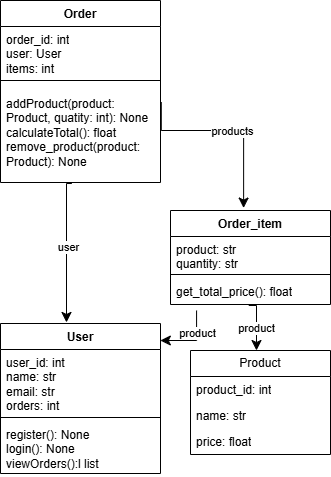 Order
order_id: int
user: User
items: int
addProduct(product:
Product, quatity: int): None
calculateTotal(): float
remove_product(product:
Product): None
products
user
Order_item
product: str
quantity: str
get_total_price(): float
product
product
User
user_id: int
name: str
email: str
orders: int
register(): None
login(): None
viewOrders():l list
Product
product_id: int
name: str
price: float